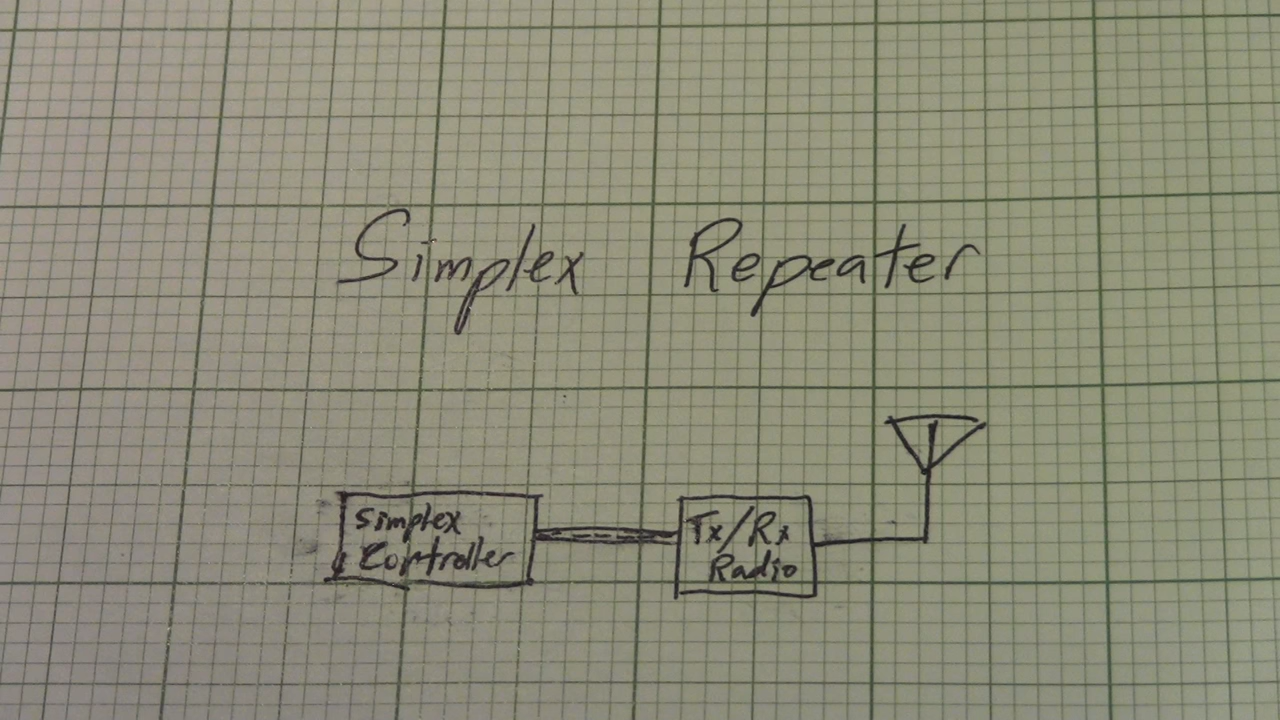 Simplex Repeater
Simplex
Controller
Tx/Rx
Radio